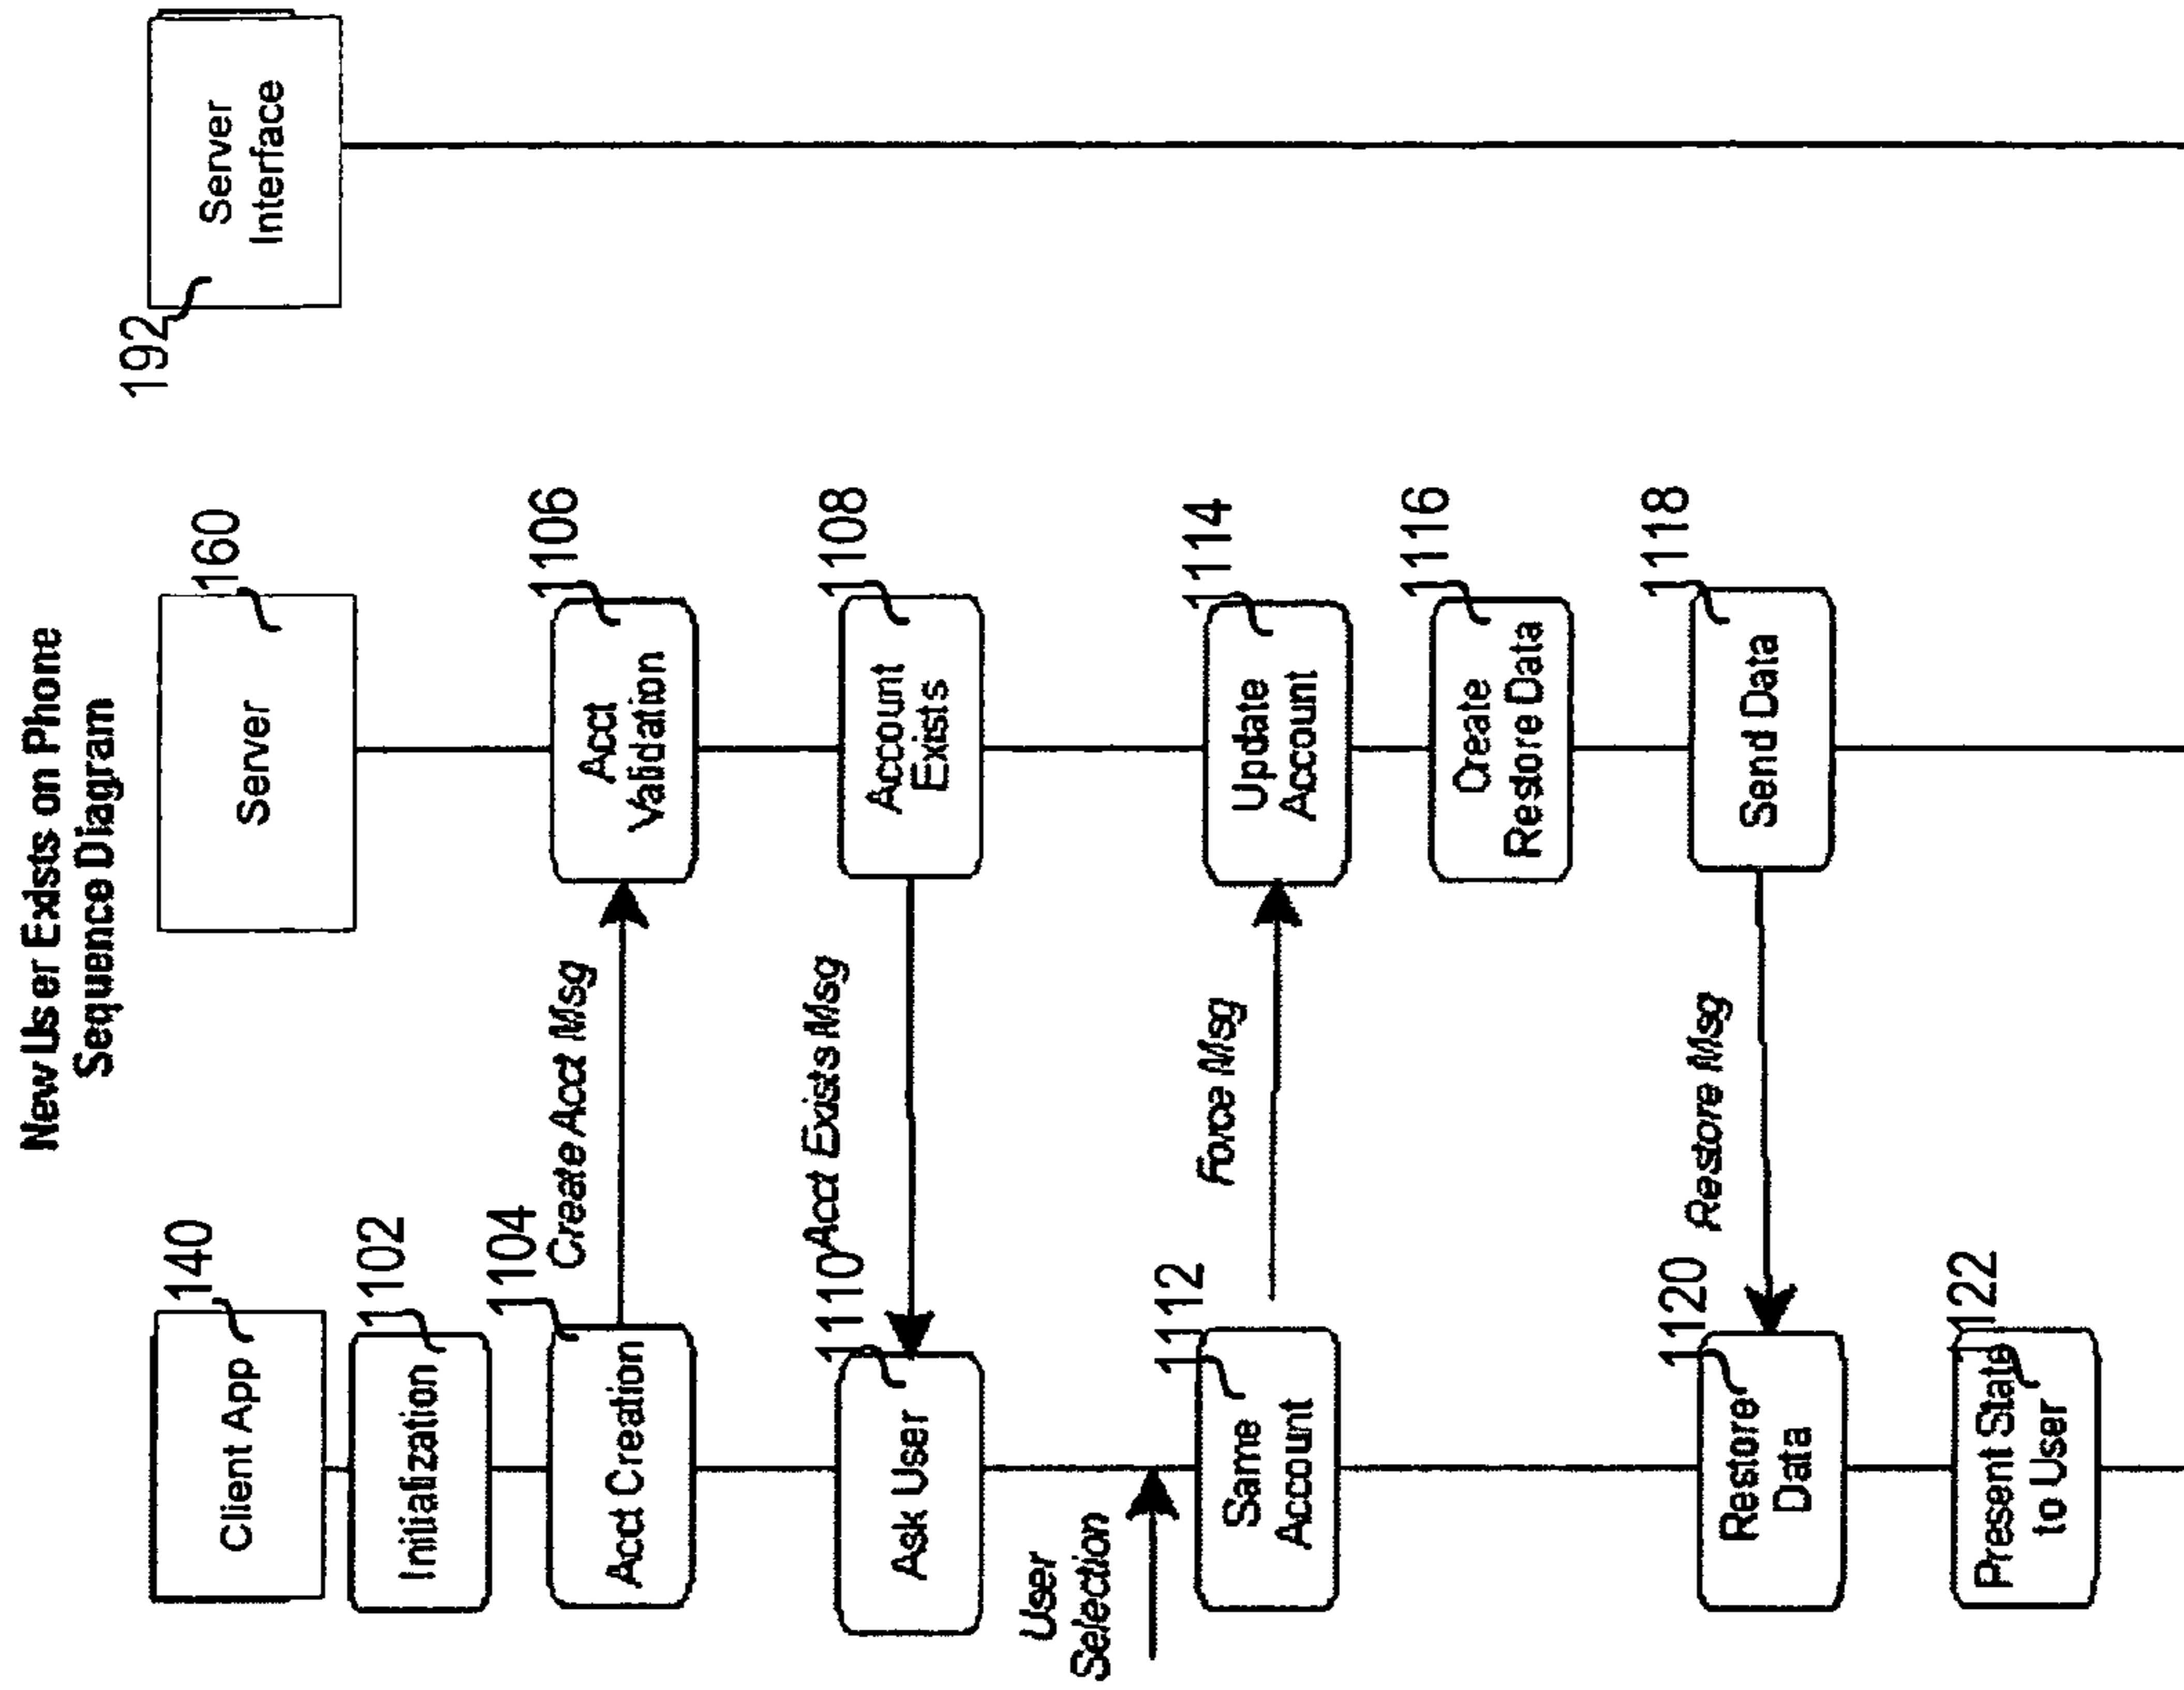 New User Exists on Phone
Sequence Diagram
Client App
140
Server
160
Server
Interface
192
Initialization
1102
Acct Creation
1104
Create Acct Msg
Acct
Validation
1106
Account
Exists
1108
Acct Exists Msg
Ask User
1110
User
Selection
Same
Account
1112
Force Msg
Update
Account
1114
Create
Restore Data
1116
Send Data
1118
Restore Msg
Restore
Data
1120
Present State
to User
1122